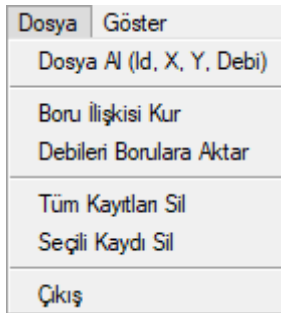 Dosya Göster
Dosya Al (Id, X, Y, Debi)
Boru İlişkisi Kur
Debileri Borulara Aktar
Tüm Kayıtları Sil
Seçili Kaydı Sil
Çıkış